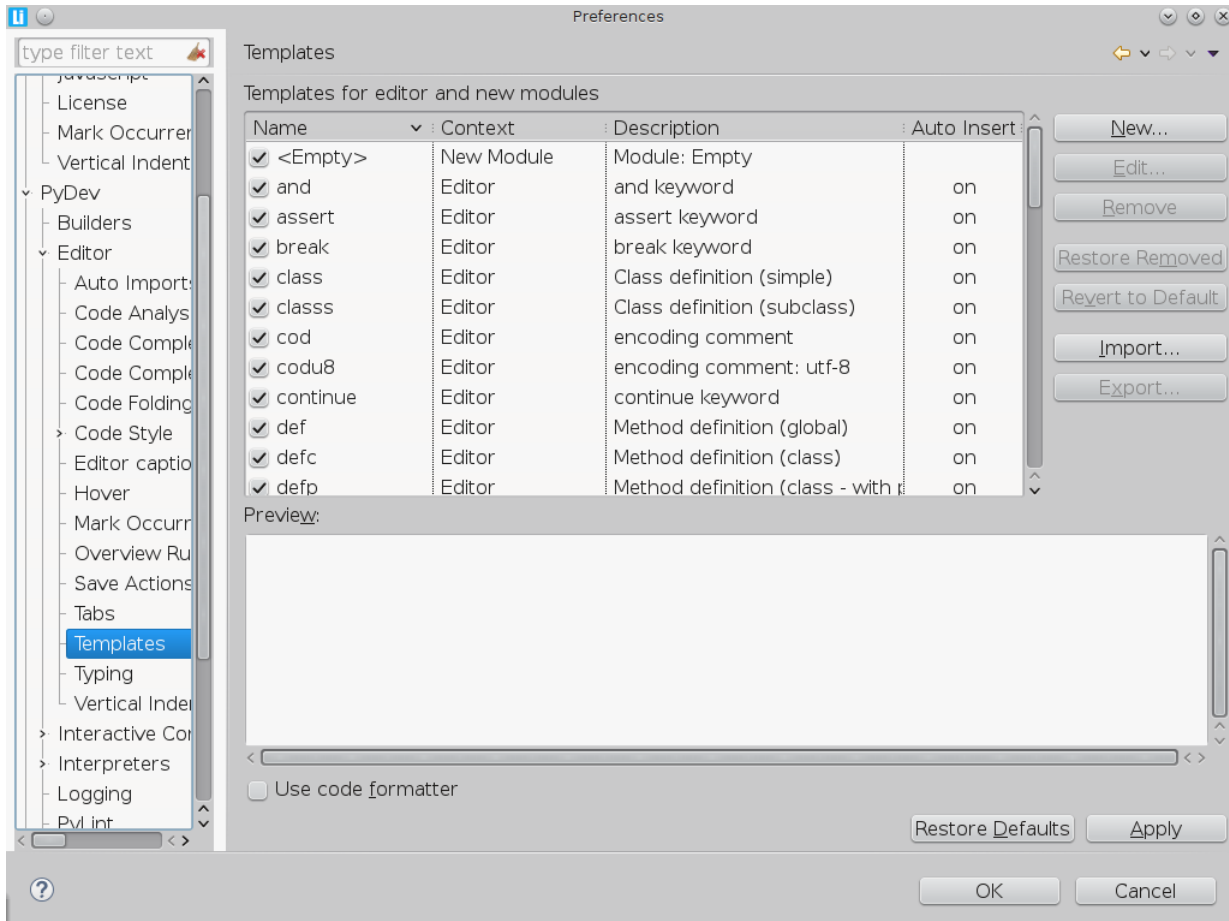 Preferences
type filter text
Templates
License
Mark Occurrer
Vertical Indent
PyDev
Builders
Editor
Auto Import
Code Analys
Code Comple
Code Comple
Code Folding
Code Style
Editor captio
Hover
Mark Occurr
Overview Ru
Save Actions
Tabs
Templates
Typing
Vertical Inde
Interactive Cor
Interpreters
Logging
PyLint
Templates for editor and new modules
Name Context Description Auto Insert
<Empty> New Module Module: Empty
and Editor and keyword on
assert Editor assert keyword on
break Editor break keyword on
class Editor Class definition (simple) on
classs Editor Class definition (subclass) on
cod Editor encoding comment on
codu8 Editor encoding comment: utf-8 on
continue Editor continue keyword on
def Editor Method definition (global) on
defc Editor Method definition (class) on
defp Editor Method definition (class - with p on
New...
Edit...
Remove
Restore Removed
Revert to Default
Import...
Export...
Preview:
Use code formatter
Restore Defaults Apply
OK Cancel